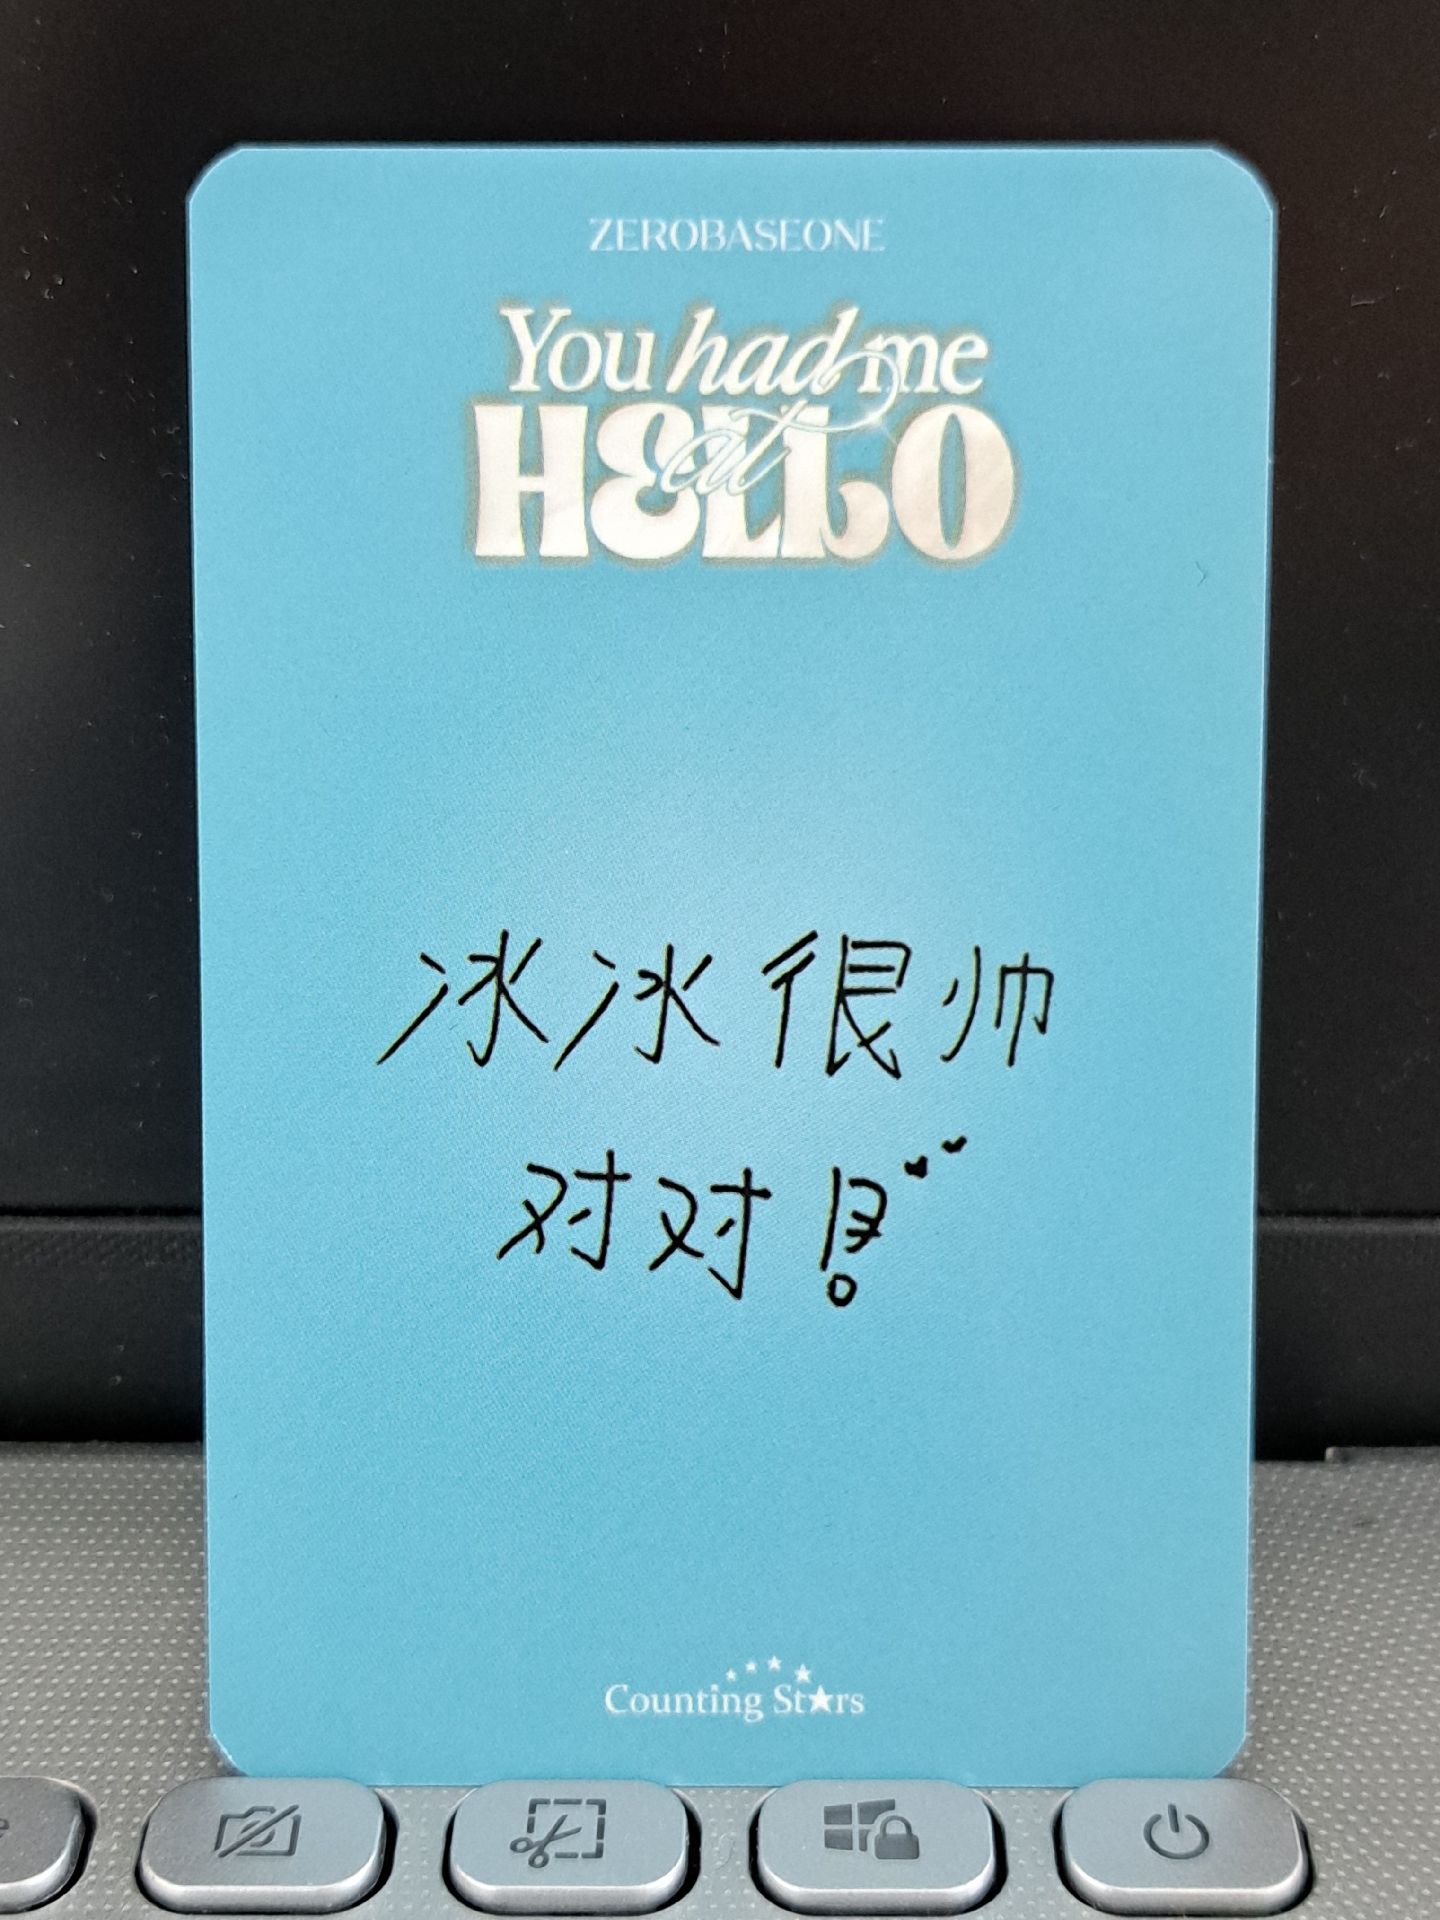 ZEROBASEONE
You had me
at
HELLO
冰冰很帅
对对!
Counting Stars